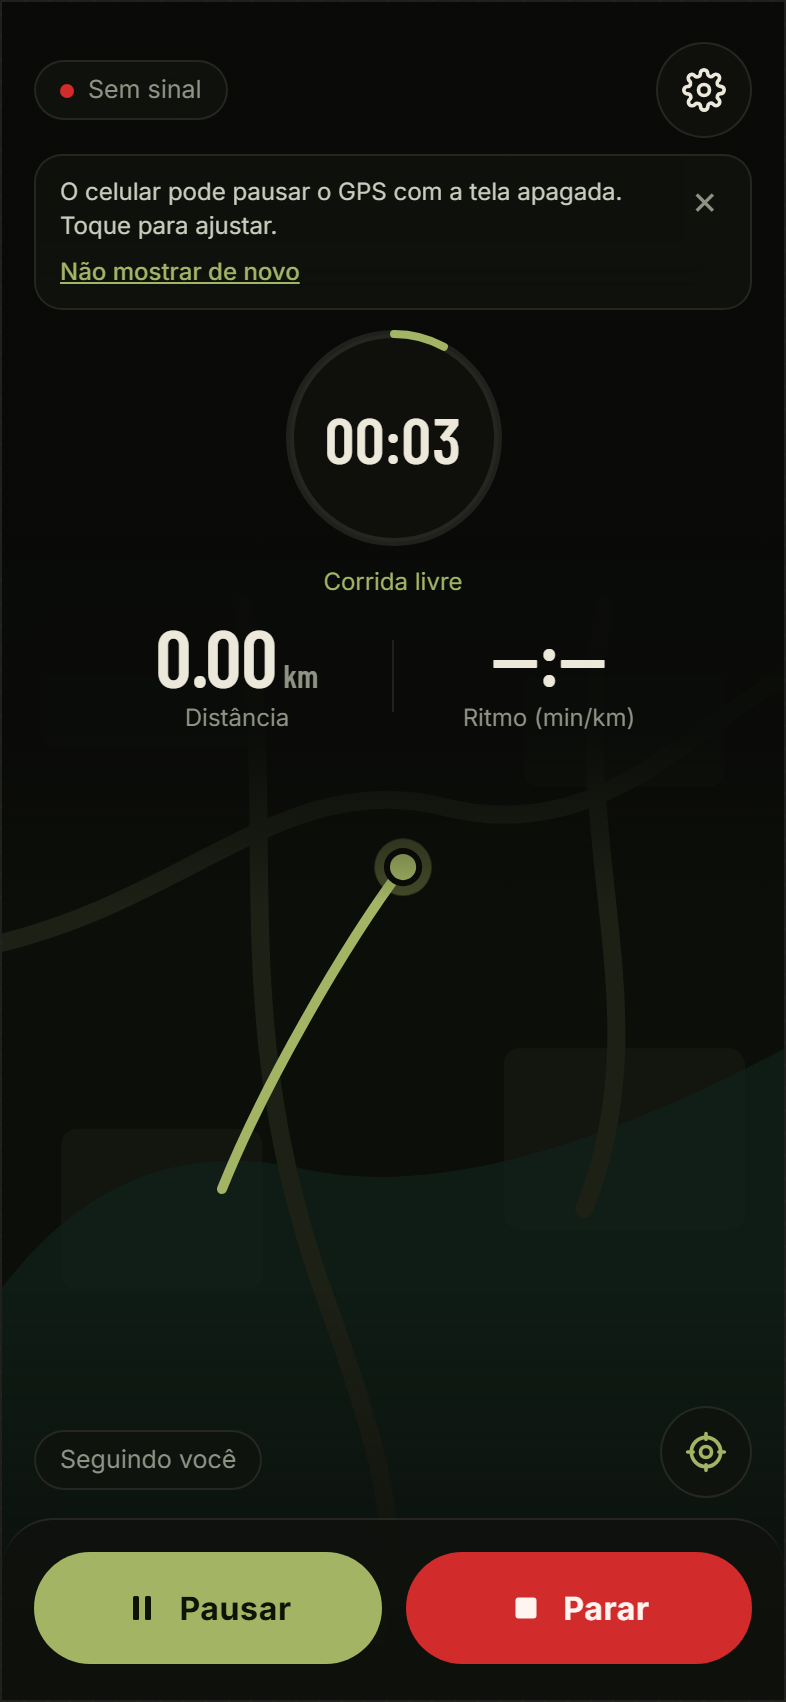 Sem sinal
O celular pode pausar o GPS com a tela apagada.
Toque para ajustar.
Não mostrar de novo
00:03
Corrida livre
0.00 km
Distância
—:—
Ritmo (min/km)
Seguindo você
Pausar
Parar